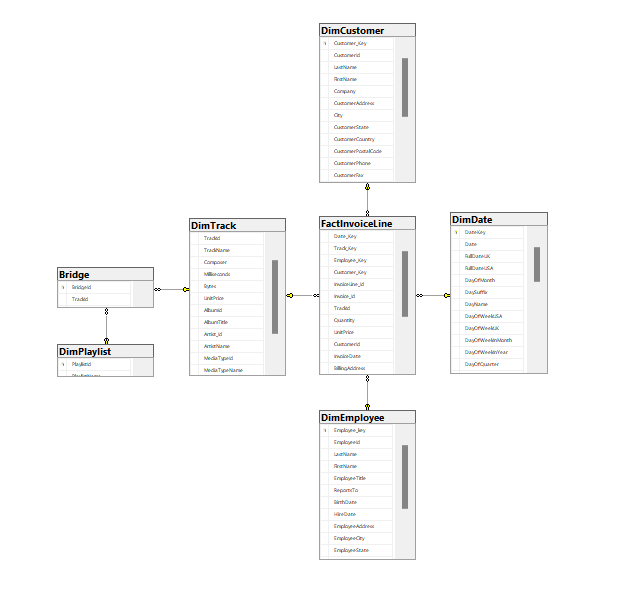 DimCustomer
Customer_Key
CustomerId
LastName
FirstName
Company
CustomerAddress
City
CustomerState
CustomerCountry
CustomerPostalCode
CustomerPhone
CustomerFax
DimTrack
TrackId
TrackName
Composer
Milliseconds
Bytes
UnitPrice
AlbumId
AlbumTitle
Artist_id
ArtistName
MediaTypeId
MediaTypeName
FactInvoiceLine
Date_Key
Track_Key
Employee_Key
Customer_Key
InvoiceLine_Id
Invoice_Id
TrackId
Quantity
UnitPrice
CustomerId
InvoiceDate
BillingAddress
DimDate
DateKey
Date
FullDateUK
FullDateUSA
DayOfMonth
DaySuffix
DayName
DayOfWeekUSA
DayOfWeekUK
DayOfWeekInMonth
DayOfWeekInYear
DayOfQuarter
Bridge
BridgeId
TrackId
DimPlaylist
PlaylistId
PlaylistName
DimEmployee
Employee_key
EmployeeId
LastName
FirstName
EmployeeTitle
ReportsTo
BirthDate
HireDate
EmployeeAddress
EmployeeCity
EmployeeState